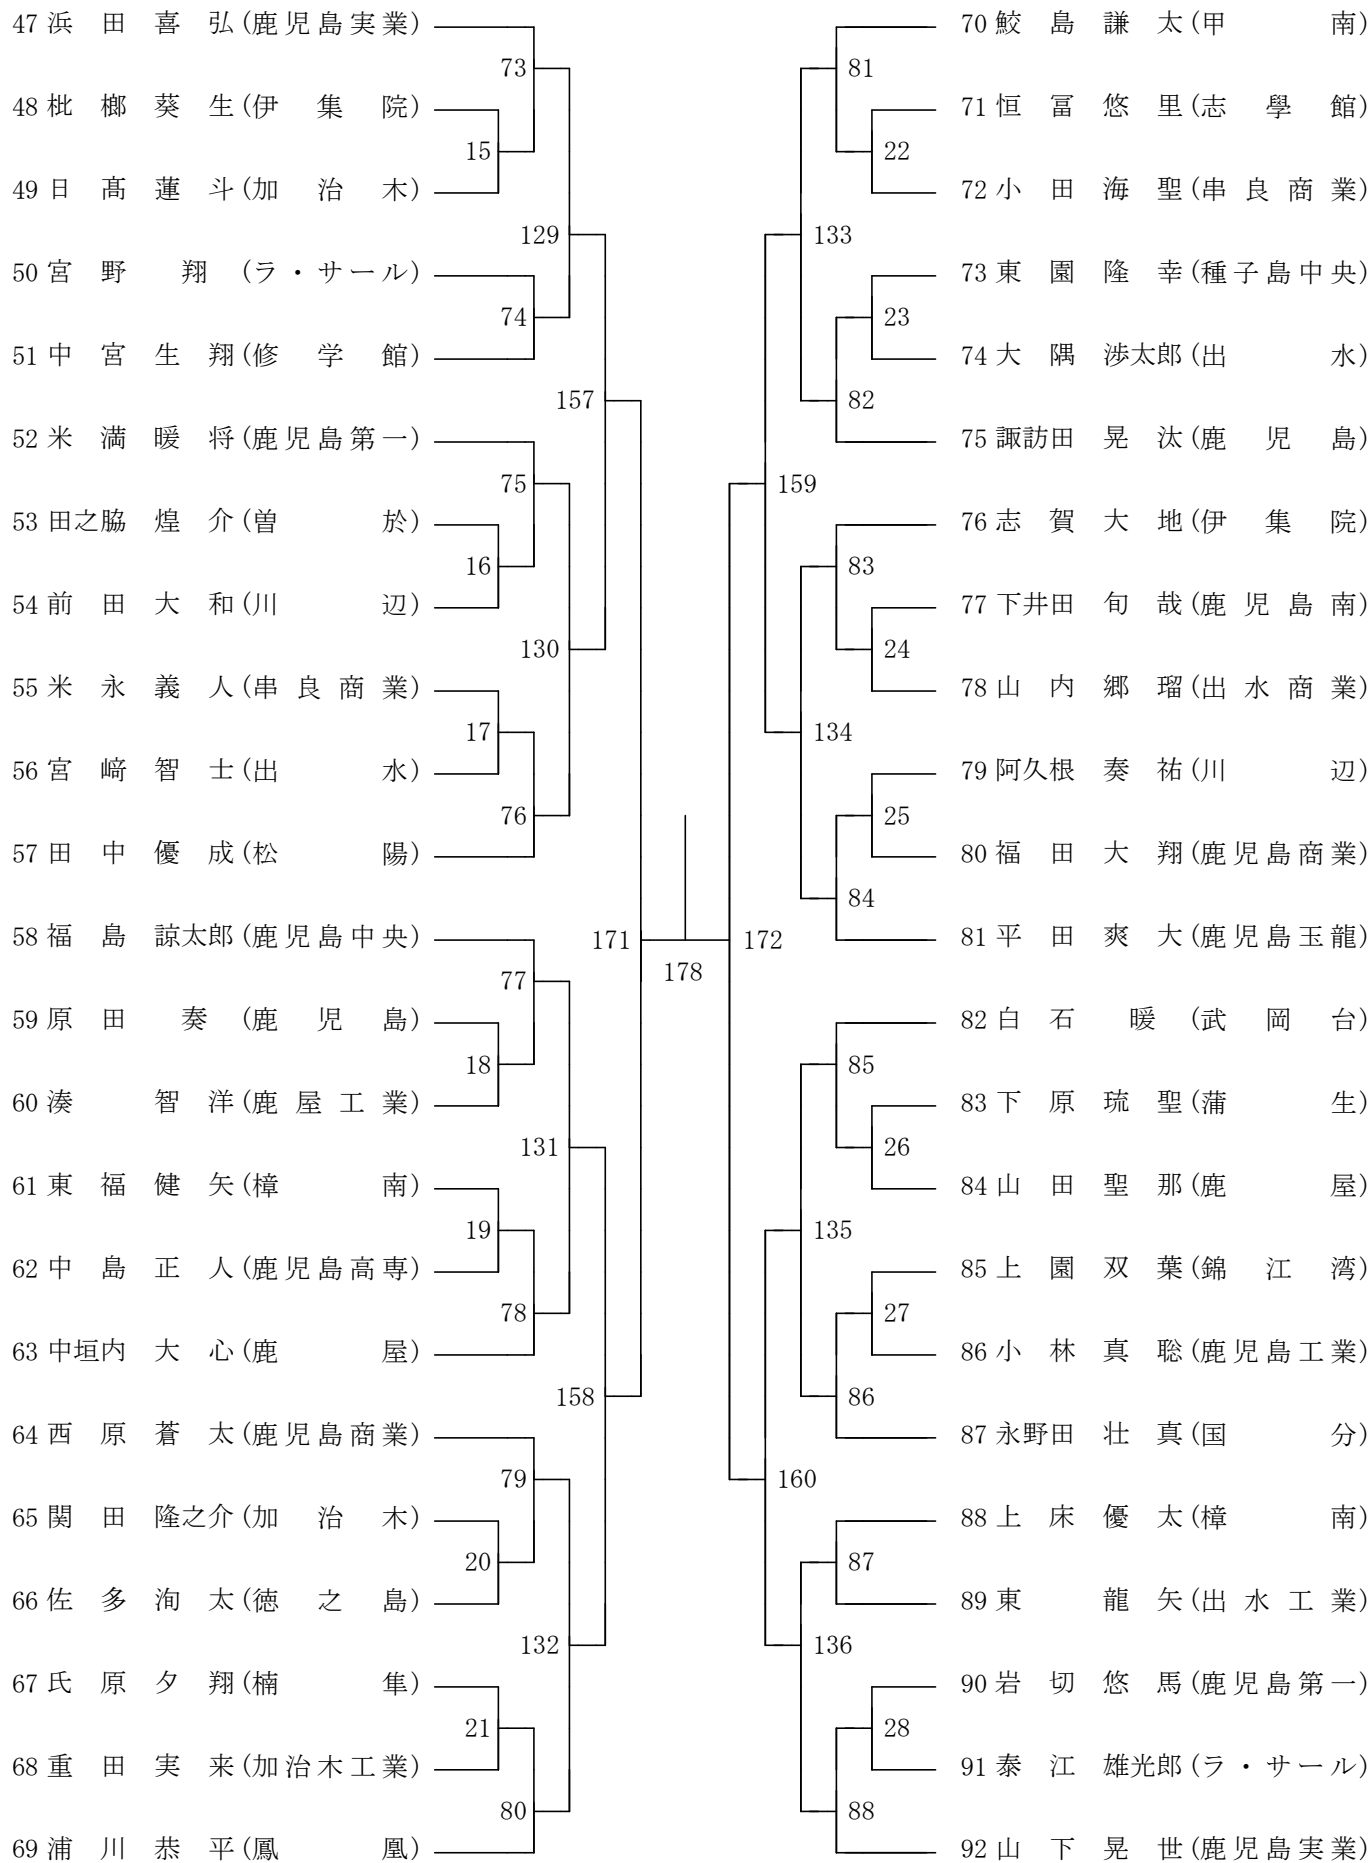 47 浜田喜弘(鹿児島実業)
73
48 枇榔葵生(伊集院)
15
49 日髙蓮斗(加治木)
129
50 宮野翔(ラ・サール)
74
51 中宮生翔(修学館)
157
52 米満暖将(鹿児島第一)
75
53 田之脇煌介(曽於)
16
54 前田大和(川辺)
130
55 米永義人(串良商業)
17
56 宮﨑智士(出水)
76
57 田中優成(松陽)
58 福島諒太郎(鹿児島中央)
171
77
59 原田奏(鹿児島)
18
60 湊智洋(鹿屋工業)
131
61 東福健矢(樟南)
19
62 中島正人(鹿児島高専)
78
63 中垣内大心(鹿屋)
158
64 西原蒼太(鹿児島商業)
79
65 関田隆之介(加治木)
20
66 佐多洵太(徳之島)
132
67 氏原夕翔(楠隼)
21
68 重田実来(加治木工業)
80
69 浦川恭平(鳳凰)
178
70 鮫島謙太(甲南)
81
71 恒冨悠里(志學館)
22
72 小田海聖(串良商業)
133
73 東園隆幸(種子島中央)
23
74 大隅渉太郎(出水)
82
75 諏訪田晃汰(鹿児島)
159
76 志賀大地(伊集院)
83
77 下井田旬哉(鹿児島南)
24
78 山内郷瑠(出水商業)
134
79 阿久根奏祐(川辺)
25
80 福田大翔(鹿児島商業)
84
81 平田爽大(鹿児島玉龍)
172
82 白石暖(武岡台)
85
83 下原琉聖(蒲生)
26
84 山田聖那(鹿屋)
135
85 上園双葉(錦江湾)
27
86 小林真聡(鹿児島工業)
86
87 永野田壮真(国分)
160
88 上床優太(樟南)
87
89 東龍矢(出水工業)
136
90 岩切悠馬(鹿児島第一)
28
91 泰江雄光郎(ラ・サール)
88
92 山下晃世(鹿児島実業)